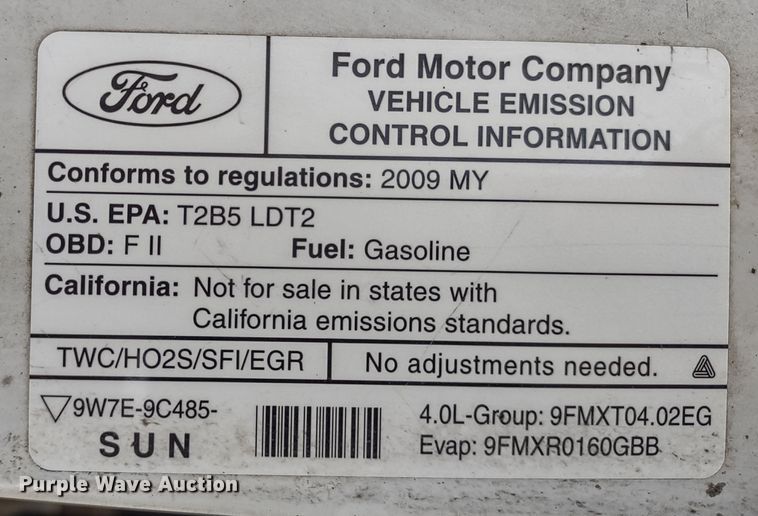 Ford
Ford Motor Company
VEHICLE EMISSION
CONTROL INFORMATION
Conforms to regulations: 2009 MY
U.S. EPA: T2B5 LDT2
OBD: F II Fuel: Gasoline
California: Not for sale in states with
California emissions standards.
TWC/HO2S/SFI/EGR No adjustments needed.
9W7E-9C485-
SUN
4.0L-Group: 9FMXT04.02EG
Evap: 9FMXR0160GBB
Purple Wave Auction